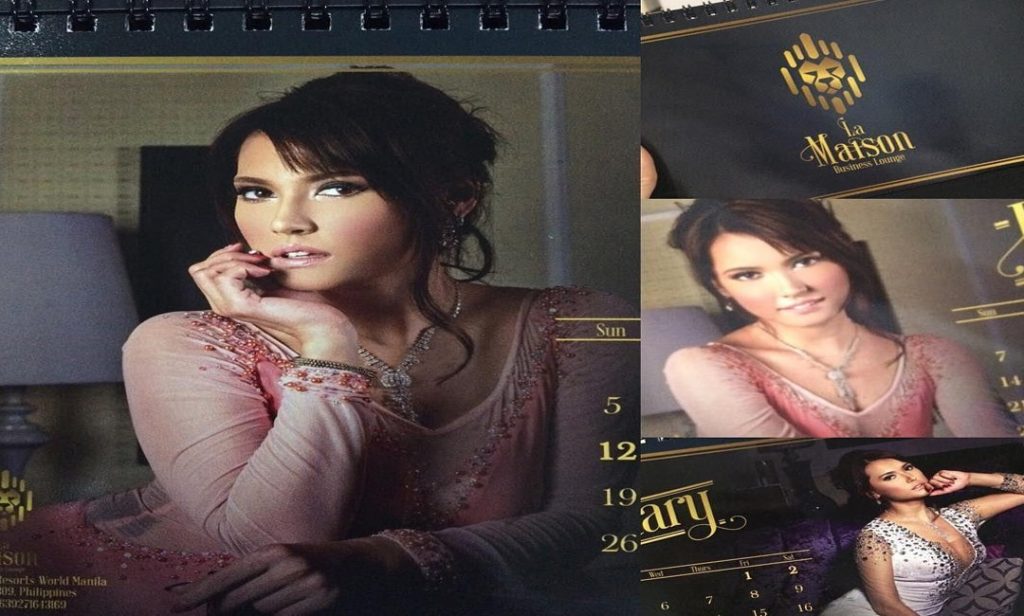 Sun
5
12
19
26
Resorts World Manila
Philippines
La
Maison
Business Lounge
Sun
7
14
ary
Wed Thurs Fri Sat
1 2
6 7 8 9
15 16